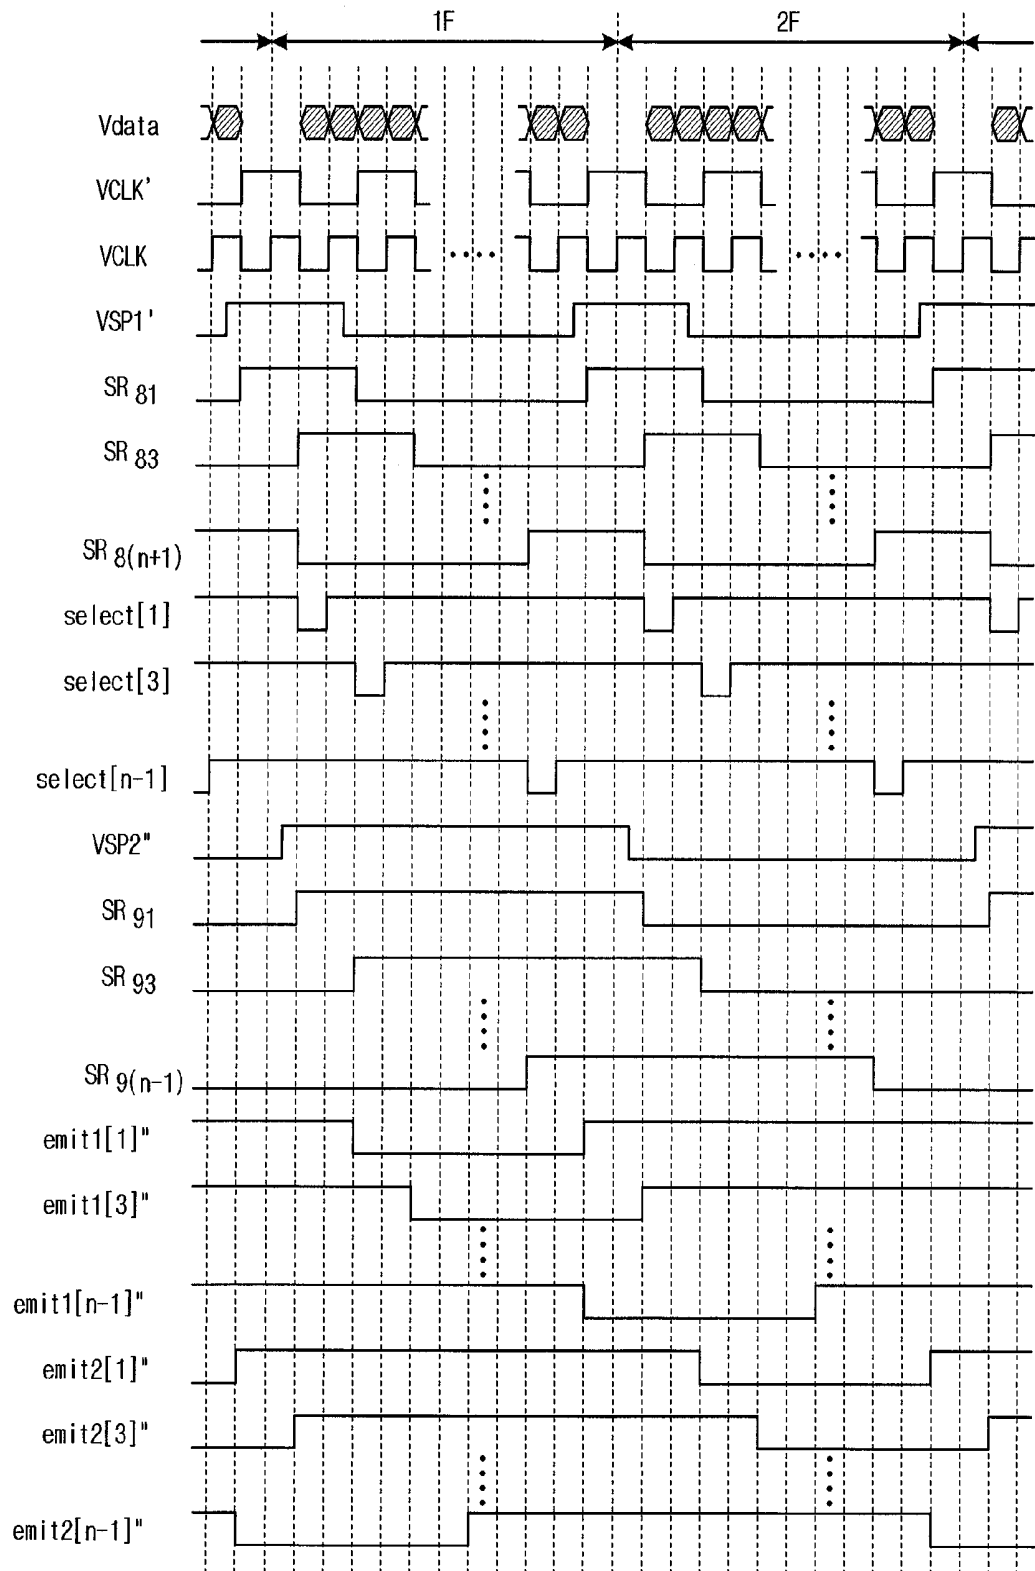 1F 2F
Vdata
VCLK'
VCLK
VSP1'
SR 81
SR 83
SR 8(n+1)
select[1]
select[3]
select[n-1]
VSP2"
SR 91
SR 93
SR 9(n-1)
emit1[1]"
emit1[3]"
emit1[n-1]"
emit2[1]"
emit2[3]"
emit2[n-1]"